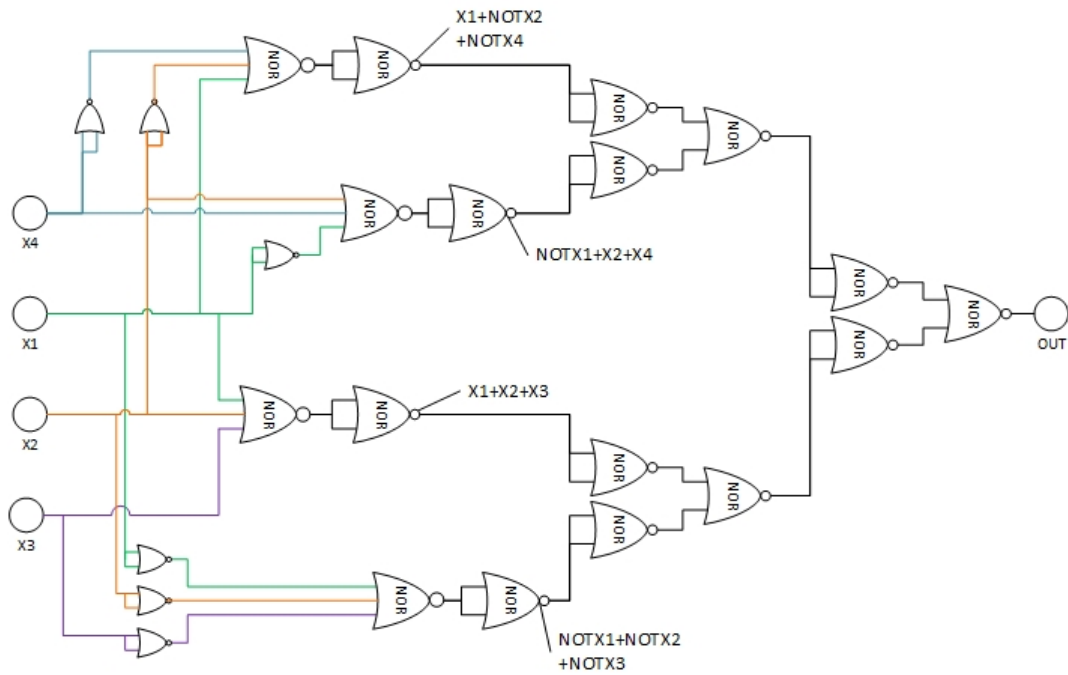 X1+NOTX2
+NOTX4
NOR
NOR
NOR
NOR
NOR
X4
NOR
NOR
NOTX1+X2+X4
NOR
X1
NOR
OUT
NOR
X2
NOR
NOR
X1+X2+X3
NOR
NOR
X3
NOR
NOR
NOR
NOTX1+NOTX2
+NOTX3